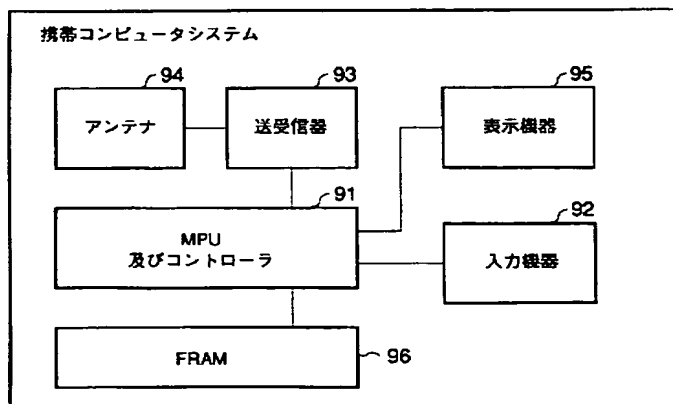 携帯コンピュータシステム
94
93
95
アンテナ
送受信器
表示機器
91
92
MPU
及びコントローラ
入力機器
FRAM
96